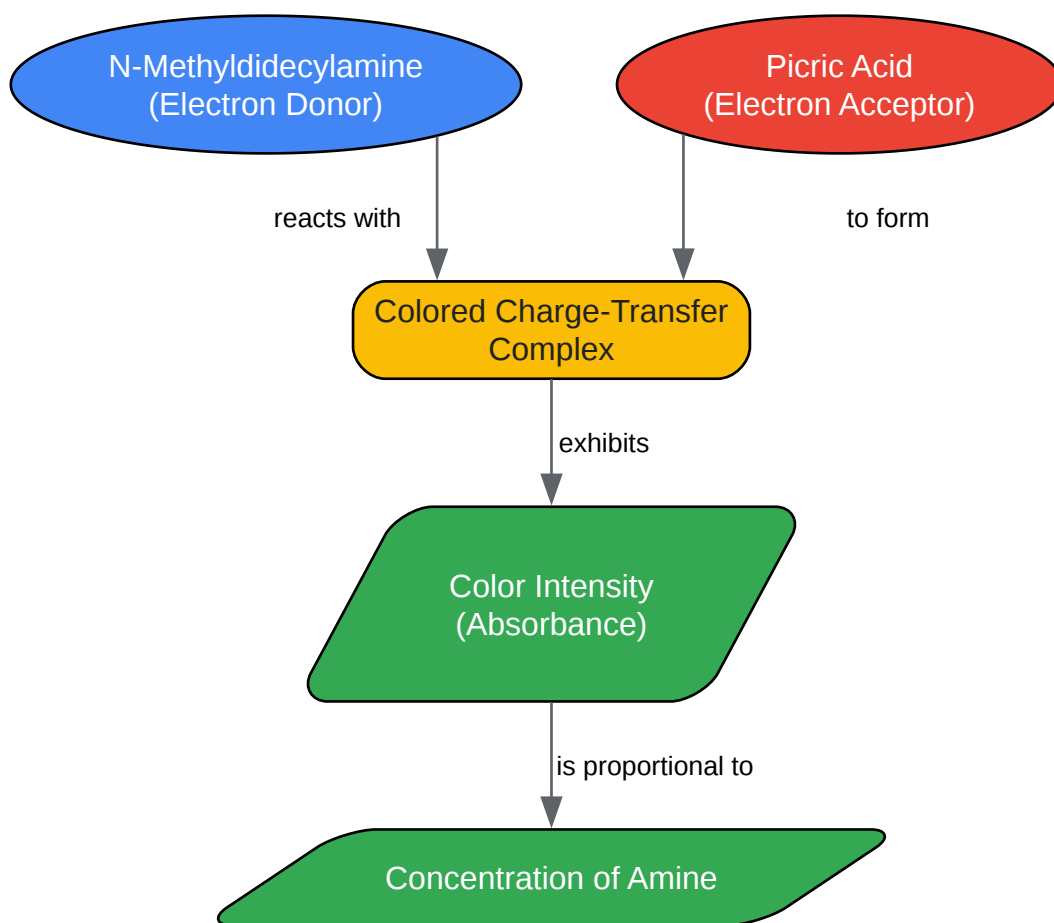 N-Methyldidecylamine
(Electron Donor)
Picric Acid
(Electron Acceptor)
reacts with
to form
Colored Charge-Transfer
Complex
exhibits
Color Intensity
(Absorbance)
is proportional to
Concentration of Amine